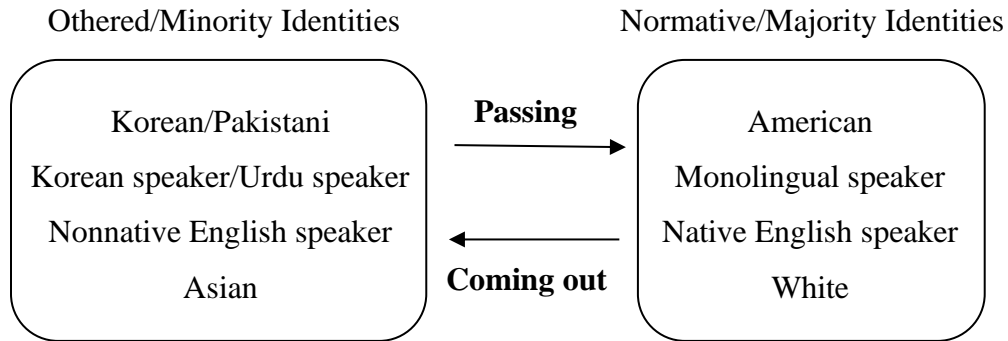 Othered/Minority Identities
Normative/Majority Identities
Korean/Pakistani
Korean speaker/Urdu speaker
Nonnative English speaker
Asian
Passing
Coming out
American
Monolingual speaker
Native English speaker
White